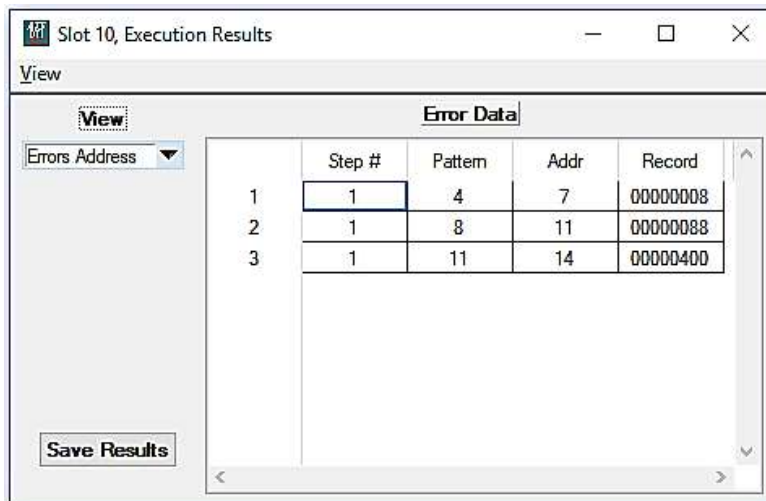 Slot 10, Execution Results
View
View
Error Data
Errors Address
Step # Pattern Addr Record
1 1 4 7 00000008
2 1 8 11 00000088
3 1 11 14 00000400
Save Results